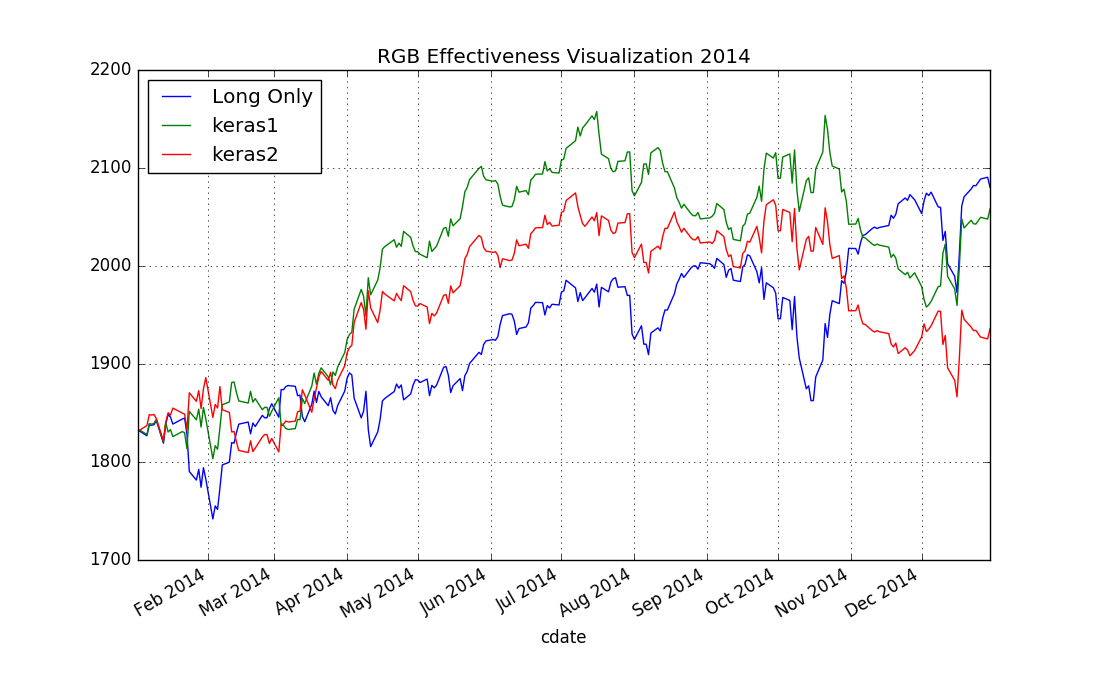 RGB Effectiveness Visualization 2014
2200
2100
2000
1900
1800
1700
Long Only
keras1
keras2
Feb 2014
Mar 2014
Apr 2014
May 2014
Jun 2014
Jul 2014
Aug 2014
Sep 2014
Oct 2014
Nov 2014
Dec 2014
cdate